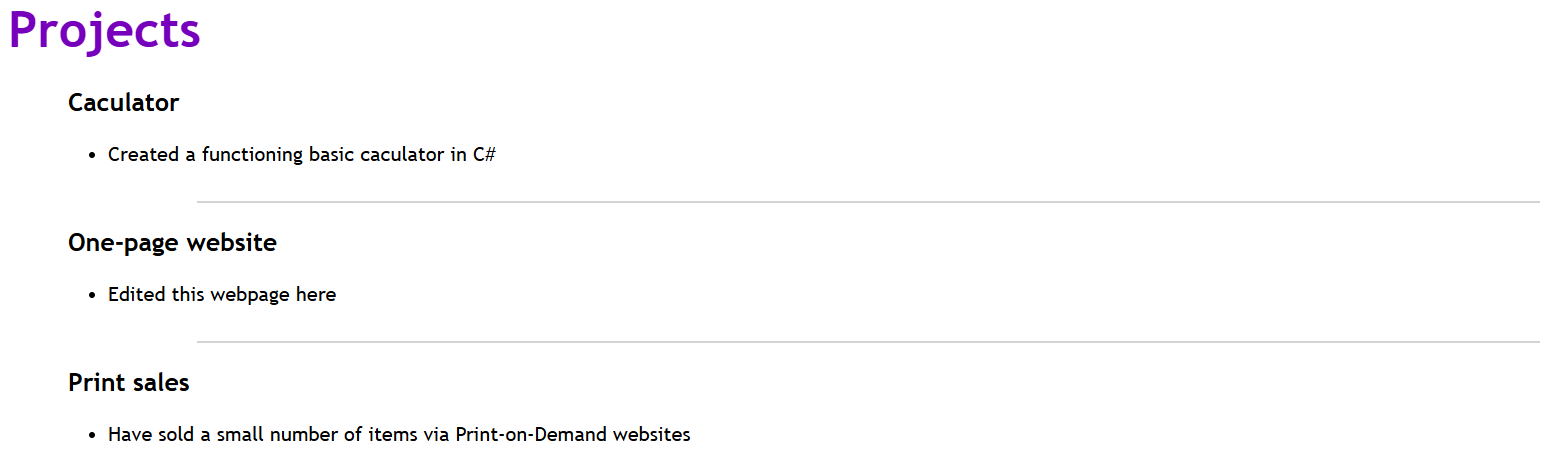 Projects
Caculator
• Created a functioning basic caculator in C#
One-page website
• Edited this webpage here
Print sales
• Have sold a small number of items via Print-on-Demand websites